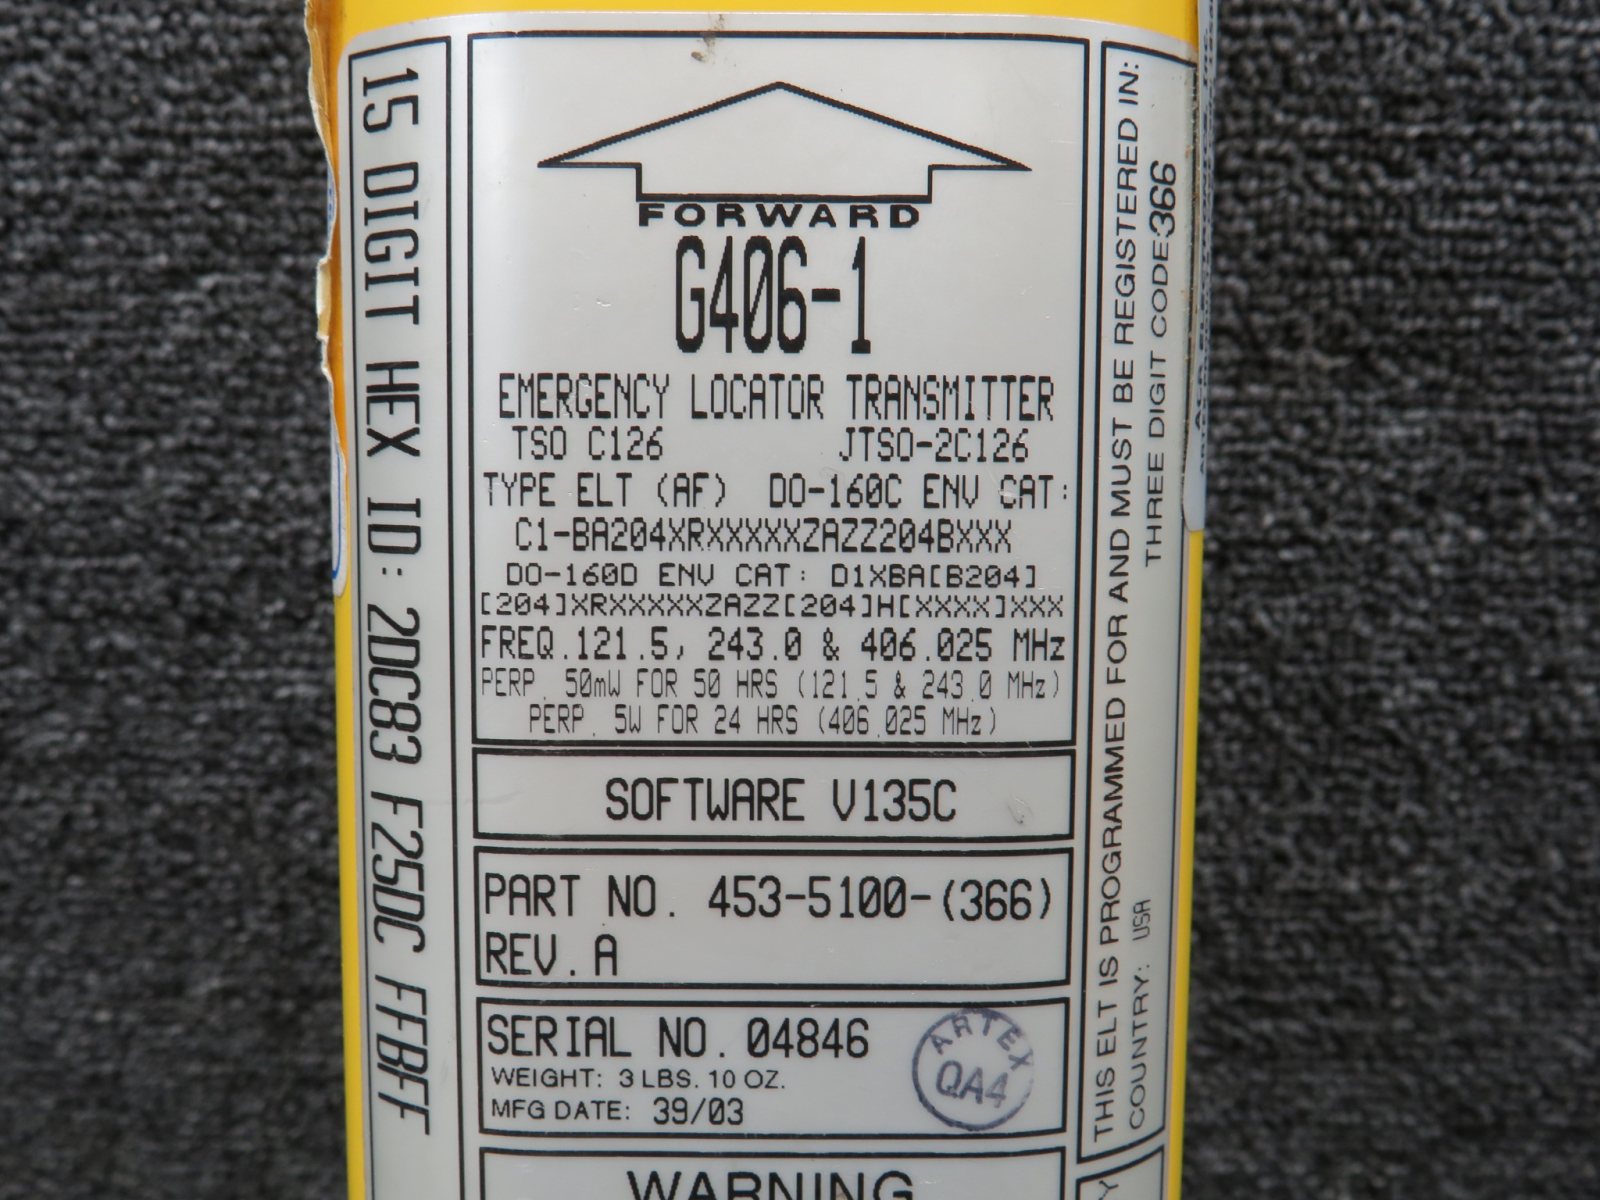 15 DIGIT HEX ID: 2DC83 F25DC FFBFF
FORWARD
G406-1
EMERGENCY LOCATOR TRANSMITTER
TSO C126 JTSO-2C126
TYPE ELT (AF) DO-160C ENV CAT:
C1-BA204XRXXXXXZAZZ204BXXX
DO-160D ENV CAT: D1XBA[B204]
[204]XRXXXXXZAZZ[204]H[XXXX]XXX
FREQ.121.5, 243.0 & 406.025 MHz
PERP. 50mW FOR 50 HRS (121.5 & 243.0 MHz)
PERP. 5W FOR 24 HRS (406.025 MHz)
SOFTWARE V135C
PART NO. 453-5100-(366)
REV. A
SERIAL NO. 04846
WEIGHT: 3 LBS. 10 OZ.
MFG DATE: 39/03
ARTEX
QA4
WARNING
THIS ELT IS PROGRAMMED FOR AND MUST BE REGISTERED IN:
COUNTRY: USA THREE DIGIT CODE366